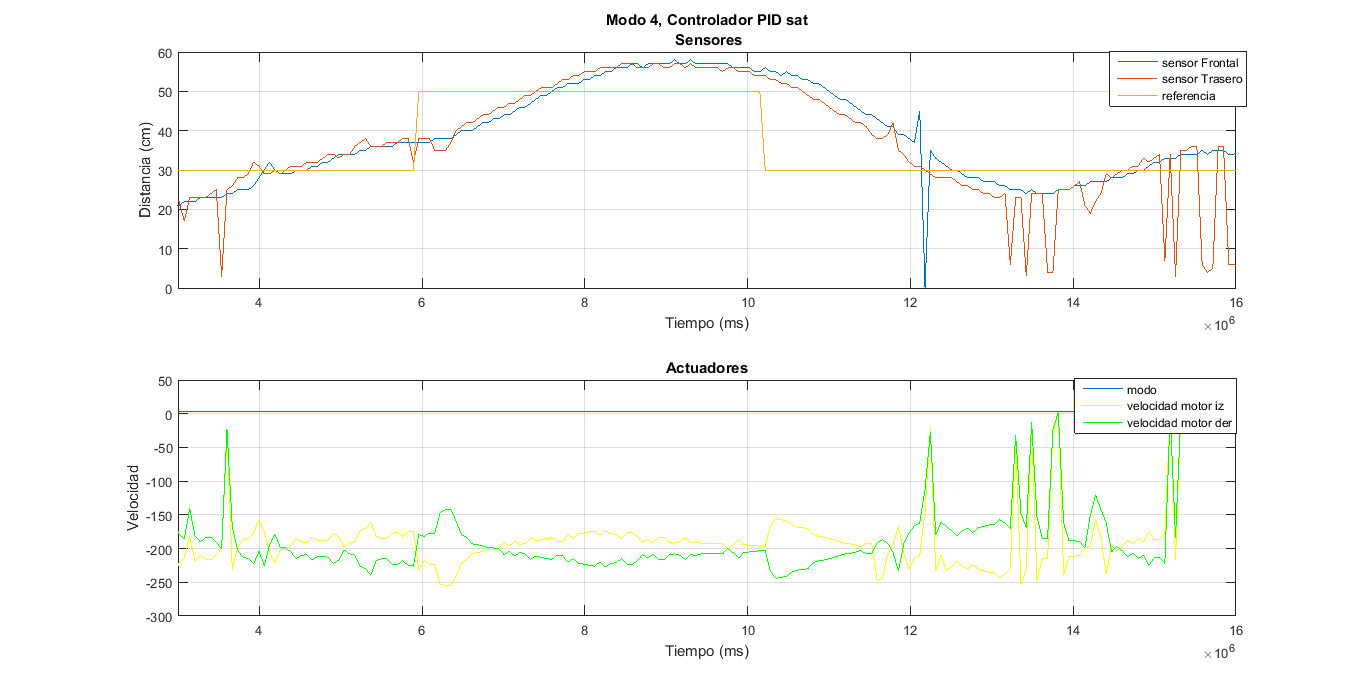 Modo 4, Controlador PID sat
Sensores
60
50
40
30
20
10
0
Distancia (cm)
sensor Frontal
sensor Trasero
referencia
4
6
8
10
12
14
16
Tiempo (ms)
×10^6
Actuadores
50
0
-50
-100
-150
-200
-250
-300
Velocidad
modo
velocidad motor iz
velocidad motor der
4
6
8
10
12
14
16
Tiempo (ms)
×10^6